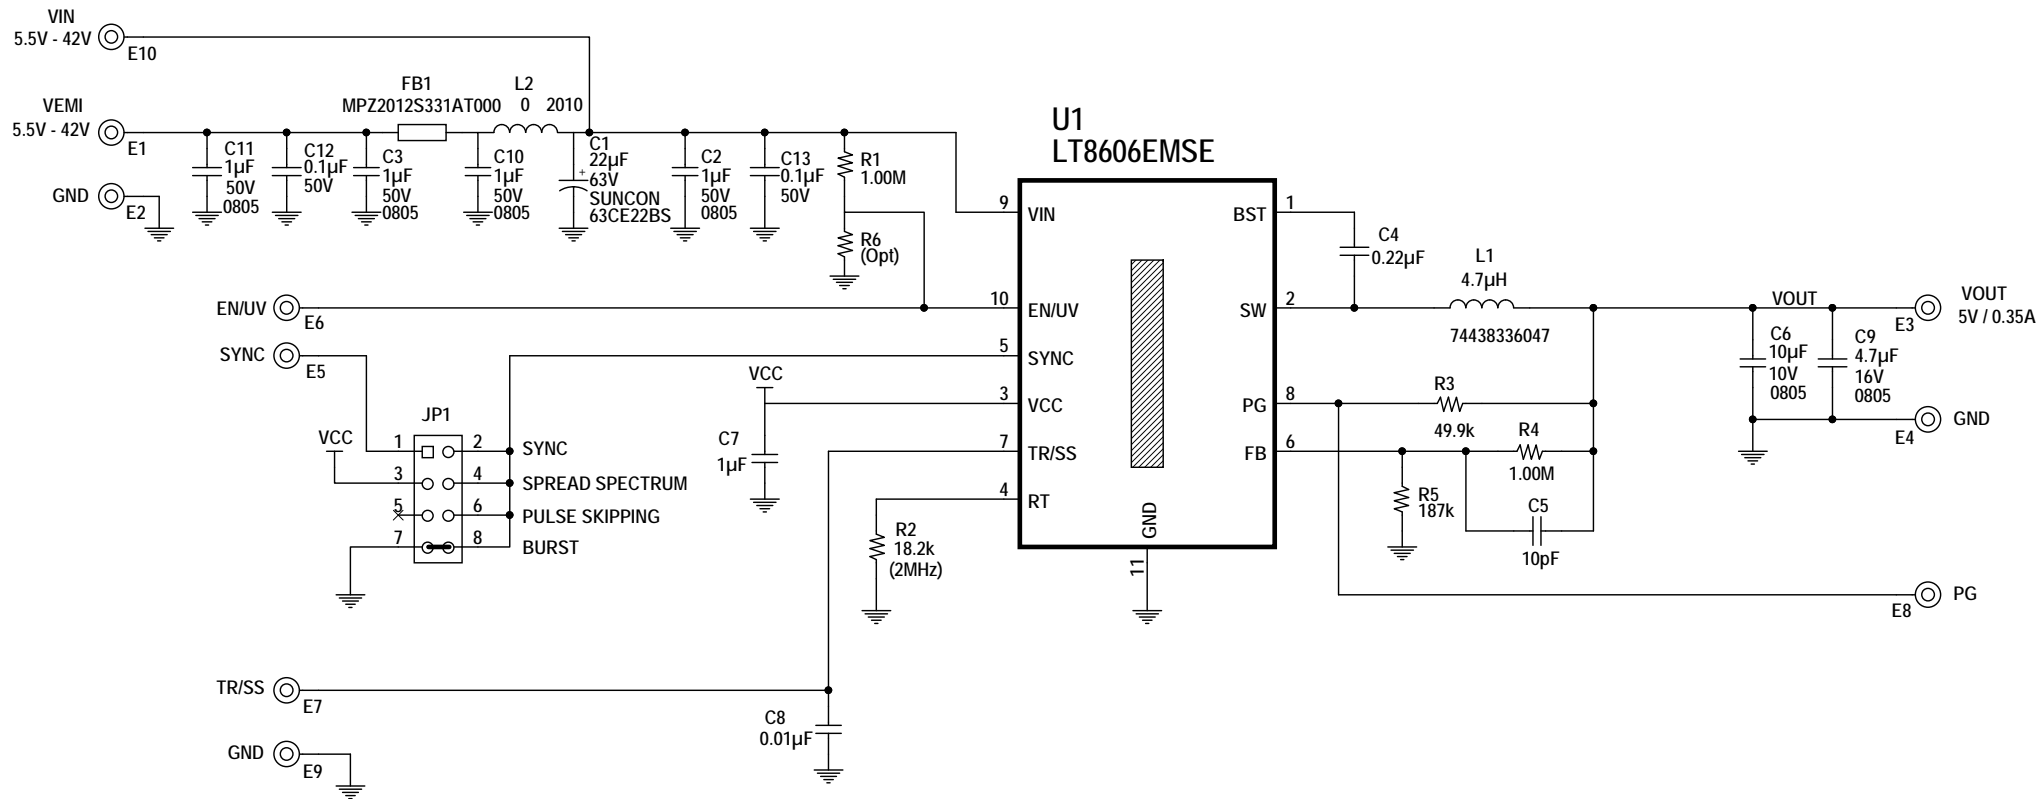 VIN
5.5V - 42V
E10
VEMI
5.5V - 42V
E1
GND
E2
C11
1µF
50V
0805
C12
0.1µF
50V
FB1
MPZ2012S331AT000
C3
1µF
50V
0805
L2
0 2010
C10
1µF
50V
0805
C1
22µF
+
63V
SUNCON
63CE22BS
C2
1µF
50V
0805
C13
0.1µF
50V
R1
1.00M
R6
(Opt)
EN/UV
E6
SYNC
E5
JP1
VCC
1 2 SYNC
3 4 SPREAD SPECTRUM
5 6 PULSE SKIPPING
7 8 BURST
VCC
C7
1µF
R2
18.2k
(2MHz)
TR/SS
E7
C8
0.01µF
GND
E9
U1
LT8606EMSE
9 VIN
10 EN/UV
5 SYNC
3 VCC
7 TR/SS
4 RT
GND
11
BST 1
SW 2
PG 8
FB 6
C4
0.22µF
L1
4.7µH
74438336047
R3
49.9k
R4
1.00M
R5
187k
C5
10pF
VOUT
C6
10µF
10V
0805
C9
4.7µF
16V
0805
E3
VOUT
5V / 0.35A
E4
GND
E8
PG